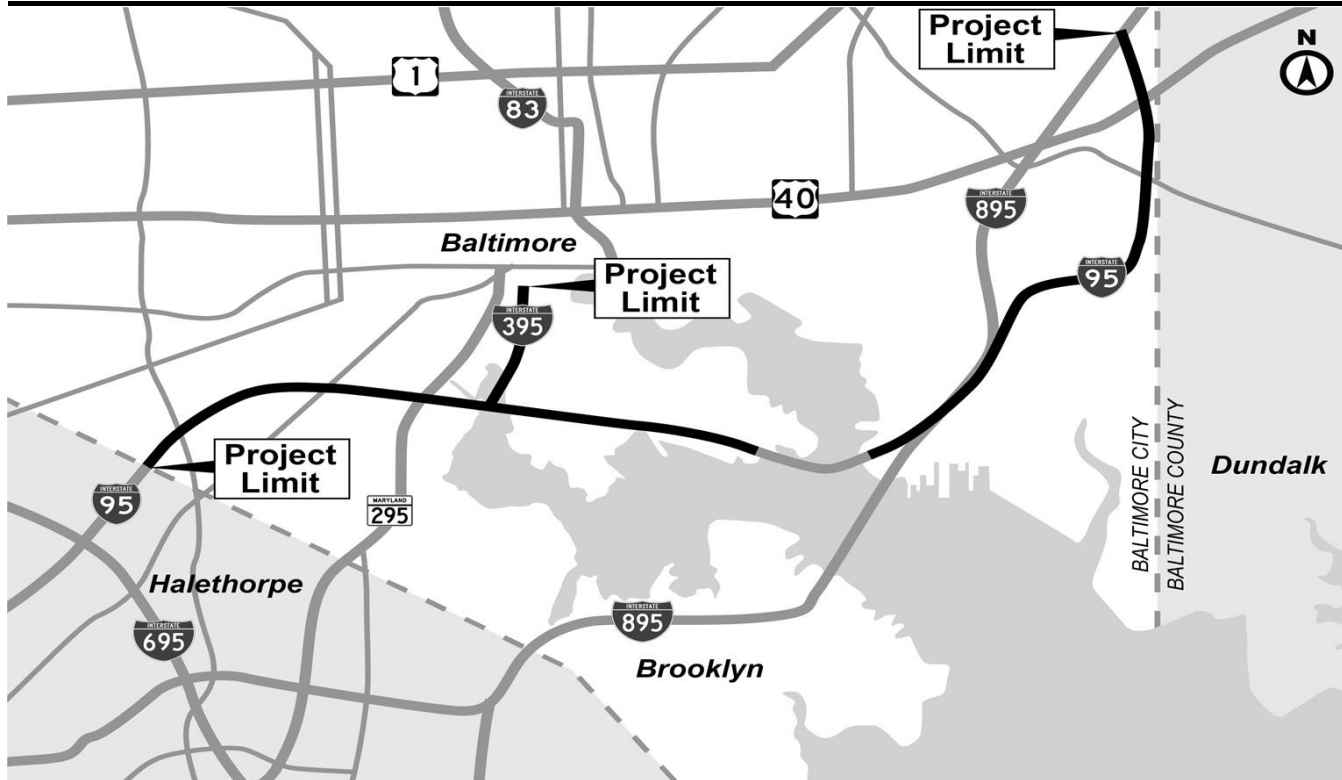 Project
Limit
N
1
INTERSTATE
83
40
INTERSTATE
895
Baltimore
Project
Limit
INTERSTATE
95
INTERSTATE
395
Project
Limit
INTERSTATE
95
MARYLAND
295
BALTIMORE CITY
BALTIMORE COUNTY
Dundalk
Halethorpe
INTERSTATE
695
INTERSTATE
895
Brooklyn